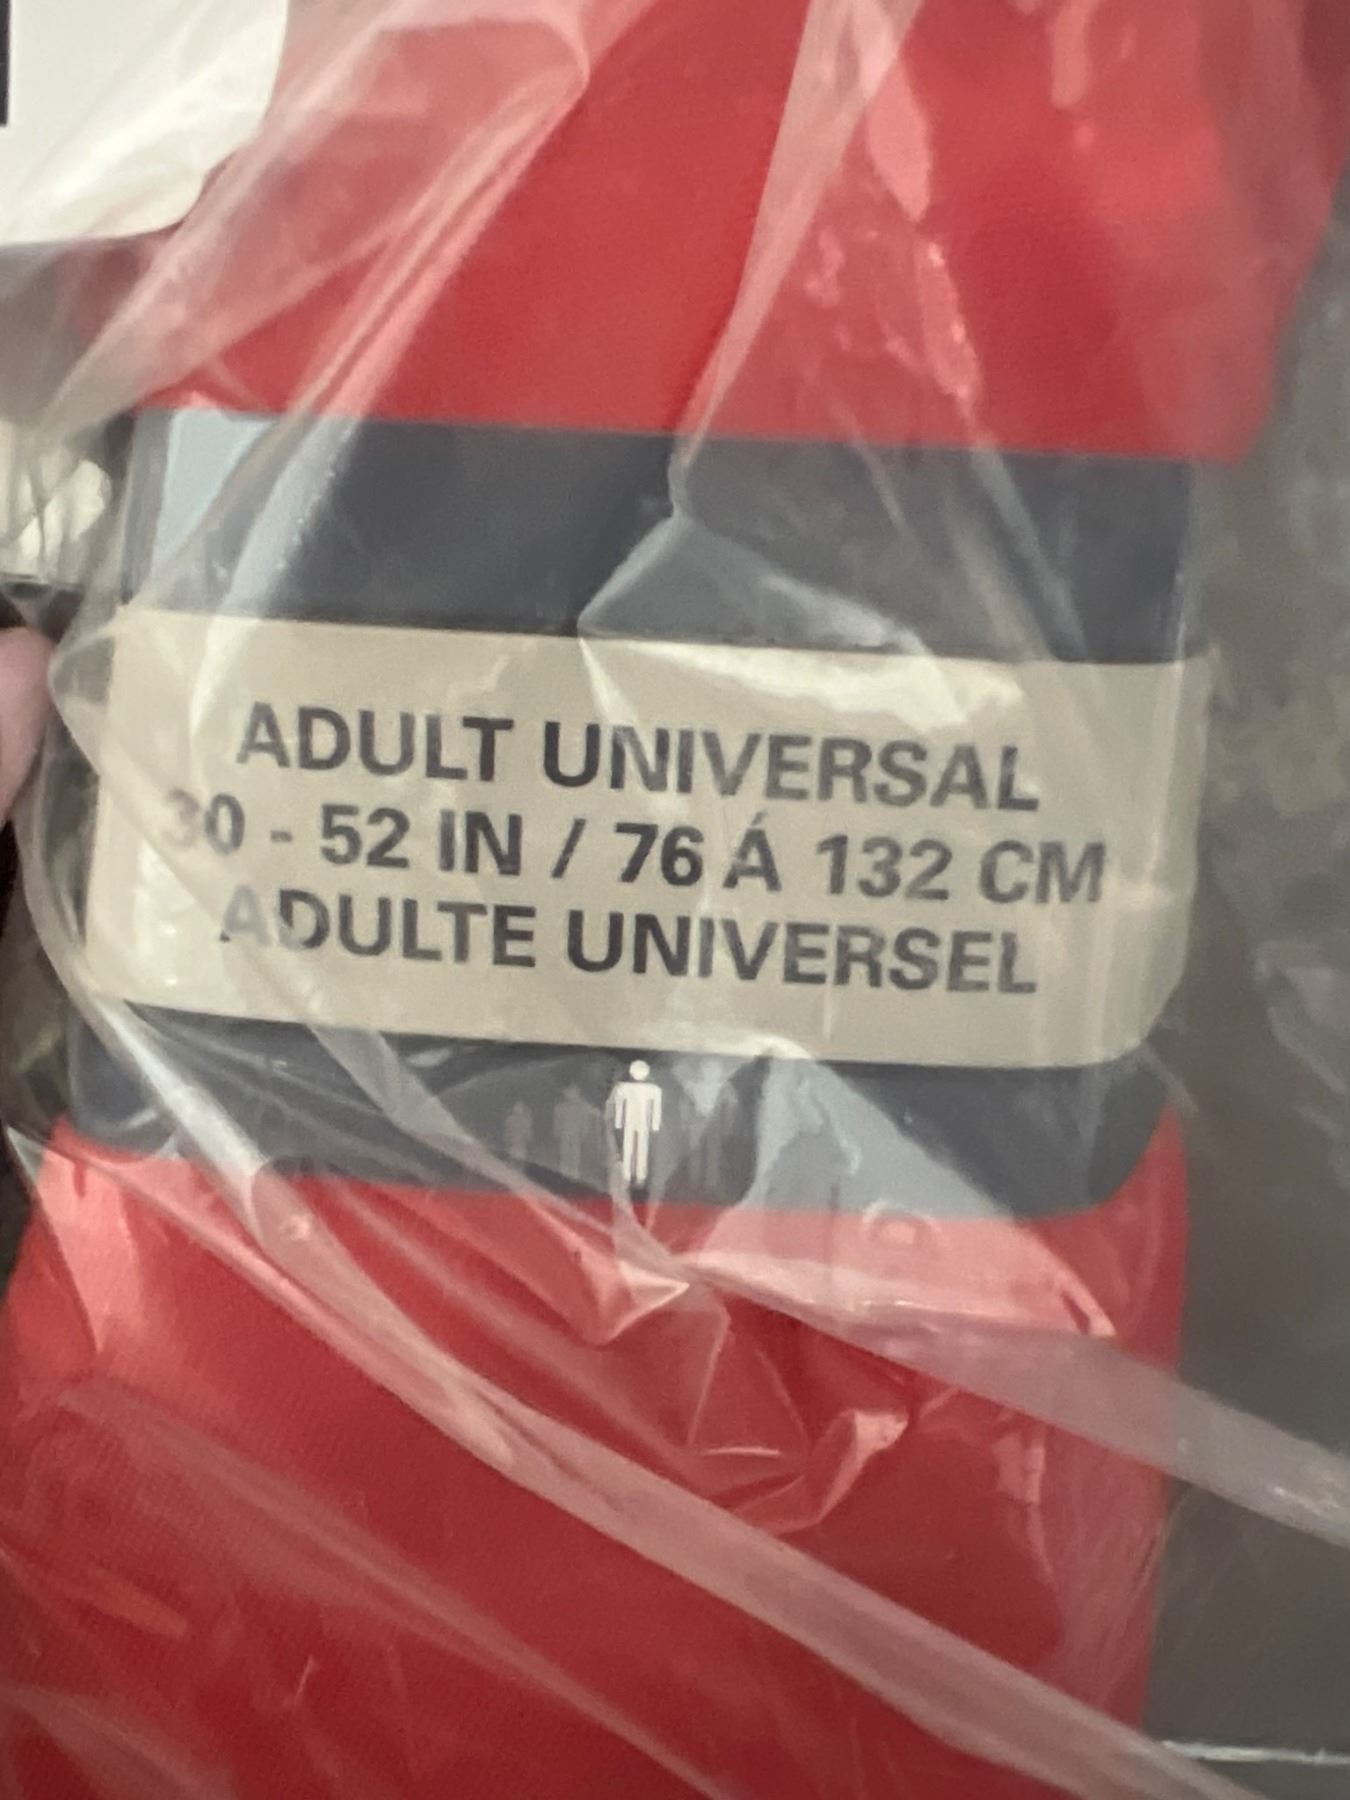 ADULT UNIVERSAL
30 - 52 IN / 76 Á 132 CM
ADULTE UNIVERSEL